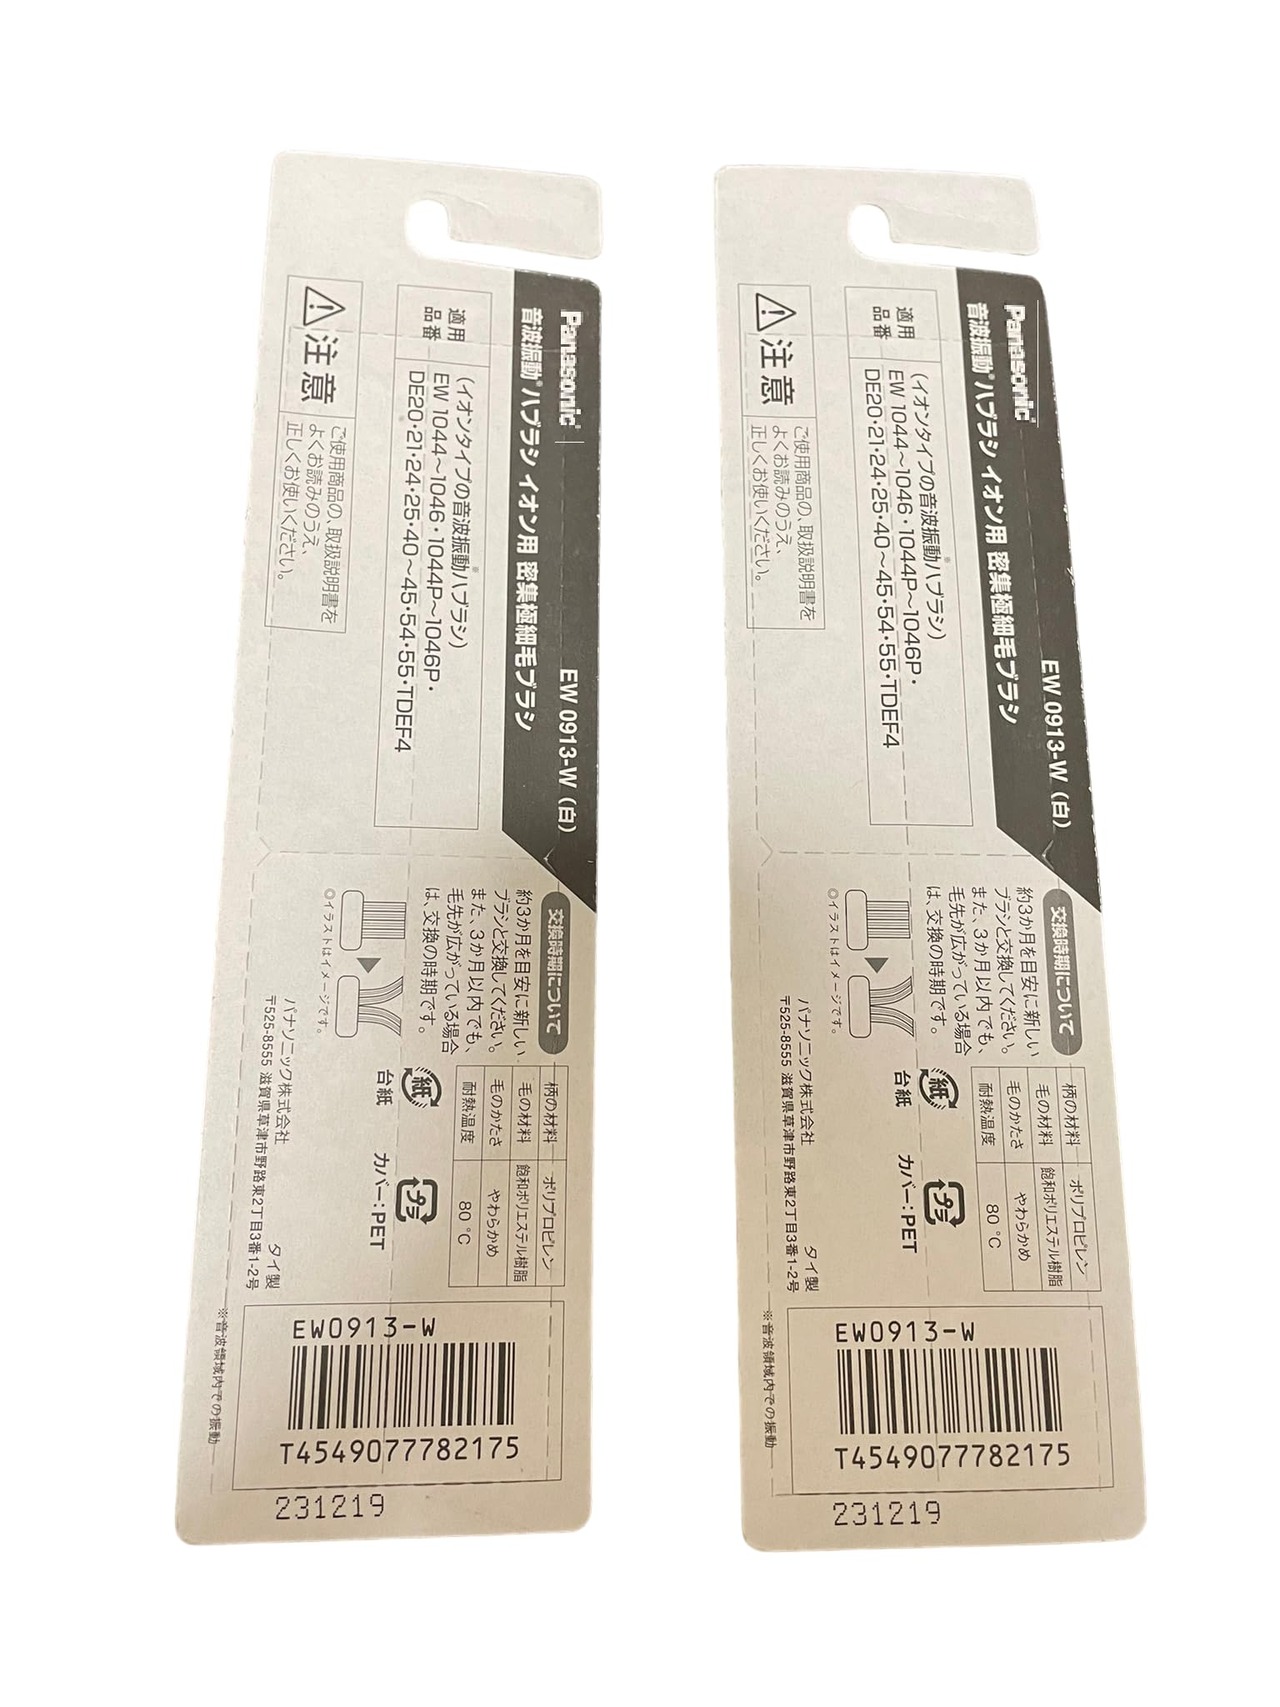 Panasonic
EW 0913-W (白)
音波振動※ハブラシ イオン用 密集極細毛ブラシ
適用
品番
(イオンタイプの音波振動※ハブラシ)
EW 1044～1046・1044P～1046P・
DE20・21・24・25・40～45・54・55・TDEF4
注意
ご使用商品の、取扱説明書を
よくお読みのうえ、
正しくお使いください。
交換時期について
約3か月を目安に新しい
ブラシと交換してください。
また、3か月以内でも、
毛先が広がっている場合
は、交換の時期です。
◎イラストはイメージです。
柄の材料 ポリプロピレン
毛の材料 飽和ポリエステル樹脂
毛のかたさ やわらかめ
耐熱温度 80 ℃
紙
台紙
プラ
カバー：PET
パナソニック株式会社 タイ製
〒525-8555 滋賀県草津市野路東2丁目3番1-2号
※音波領域内での振動
EW0913-W
T4549077782175
231219
Panasonic
EW 0913-W (白)
音波振動※ハブラシ イオン用 密集極細毛ブラシ
適用
品番
(イオンタイプの音波振動※ハブラシ)
EW 1044～1046・1044P～1046P・
DE20・21・24・25・40～45・54・55・TDEF4
注意
ご使用商品の、取扱説明書を
よくお読みのうえ、
正しくお使いください。
交換時期について
約3か月を目安に新しい
ブラシと交換してください。
また、3か月以内でも、
毛先が広がっている場合
は、交換の時期です。
◎イラストはイメージです。
柄の材料 ポリプロピレン
毛の材料 飽和ポリエステル樹脂
毛のかたさ やわらかめ
耐熱温度 80 ℃
紙
台紙
プラ
カバー：PET
パナソニック株式会社 タイ製
〒525-8555 滋賀県草津市野路東2丁目3番1-2号
※音波領域内での振動
EW0913-W
T4549077782175
231219